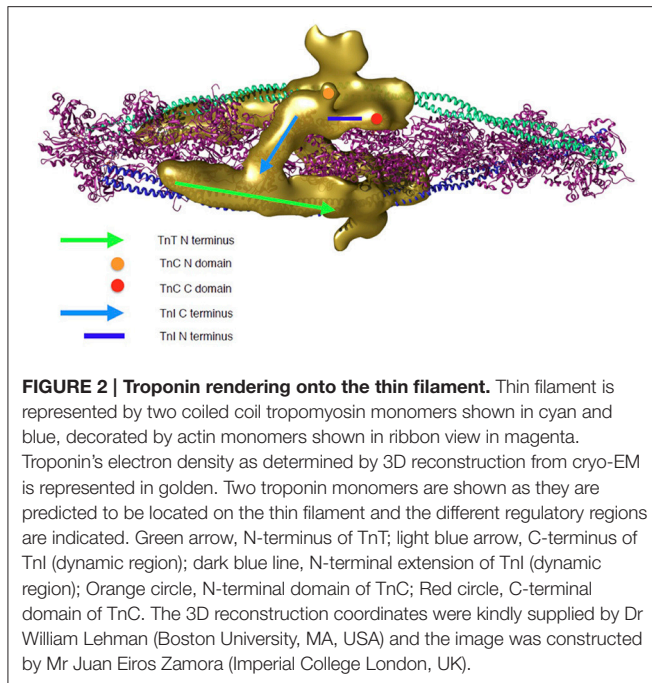 TnT N terminus
TnC N domain
TnC C domain
TnI C terminus
TnI N terminus
FIGURE 2 | Troponin rendering onto the thin filament. Thin filament is
represented by two coiled coil tropomyosin monomers shown in cyan and
blue, decorated by actin monomers shown in ribbon view in magenta.
Troponin's electron density as determined by 3D reconstruction from cryo-EM
is represented in golden. Two troponin monomers are shown as they are
predicted to be located on the thin filament and the different regulatory regions
are indicated. Green arrow, N-terminus of TnT; light blue arrow, C-terminus of
TnI (dynamic region); dark blue line, N-terminal extension of TnI (dynamic
region); Orange circle, N-terminal domain of TnC; Red circle, C-terminal
domain of TnC. The 3D reconstruction coordinates were kindly supplied by Dr
William Lehman (Boston University, MA, USA) and the image was constructed
by Mr Juan Eiros Zamora (Imperial College London, UK).